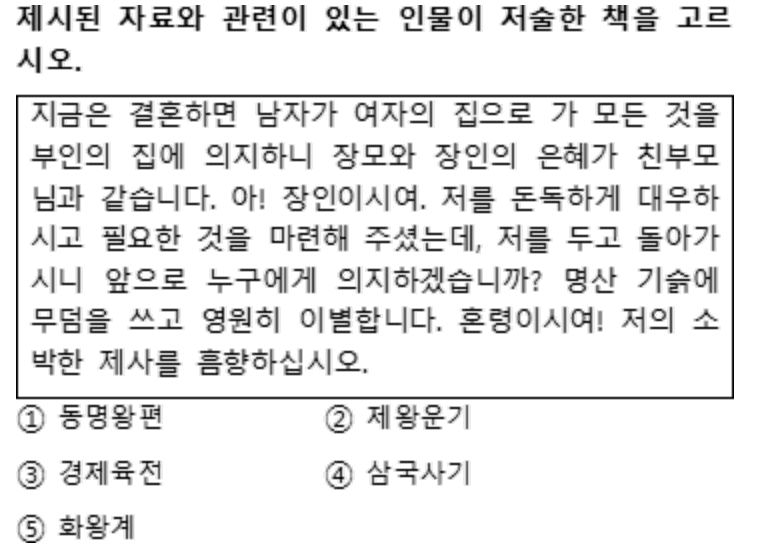 제시된 자료와 관련이 있는 인물이 저술한 책을 고르
시오.
지금은 결혼하면 남자가 여자의 집으로 가 모든 것을
부인의 집에 의지하니 장모와 장인의 은혜가 친부모
님과 같습니다. 아! 장인이시여. 저를 돈독하게 대우하
시고 필요한 것을 마련해 주셨는데, 저를 두고 돌아가
시니 앞으로 누구에게 의지하겠습니까? 명산 기슭에
무덤을 쓰고 영원히 이별합니다. 혼령이시여! 저의 소
박한 제사를 흠향하십시오.
① 동명왕편 ② 제왕운기
③ 경제육전 ④ 삼국사기
⑤ 화왕계